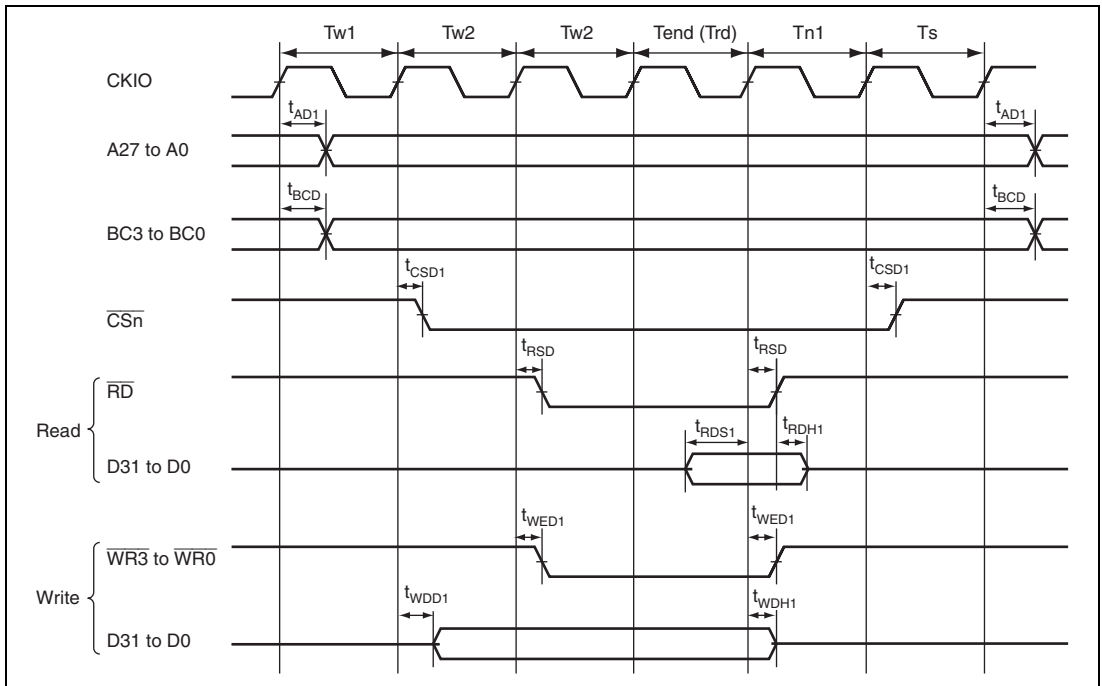 Tw1 Tw2 Tw2 Tend (Trd) Tn1 Ts
CKIO
tAD1 tAD1
A27 to A0
tBCD tBCD
BC3 to BC0
tCSD1 tCSD1
CSn
tRSD tRSD
RD
Read
tRDS1 tRDH1
D31 to D0
tWED1 tWED1
WR3 to WR0
Write
tWDD1 tWDH1
D31 to D0